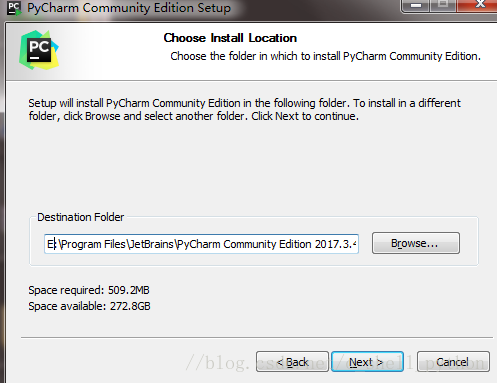 PyCharm Community Edition Setup
PC
Choose Install Location
Choose the folder in which to install PyCharm Community Edition.
Setup will install PyCharm Community Edition in the following folder. To install in a different
folder, click Browse and select another folder. Click Next to continue.
Destination Folder
E:\Program Files\JetBrains\PyCharm Community Edition 2017.3.4
Browse...
Space required: 509.2MB
Space available: 272.8GB
< Back
Next >
Cancel